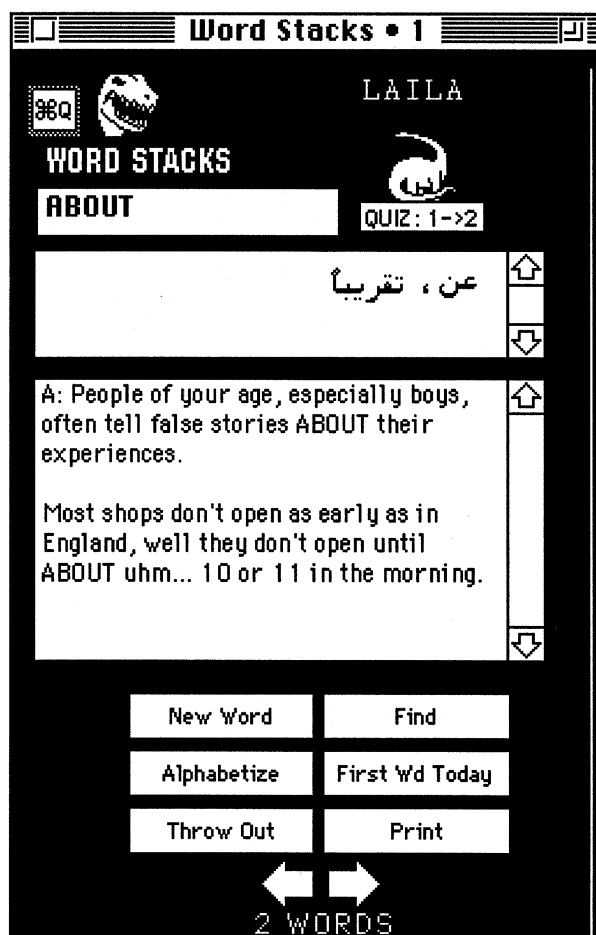 Word Stacks • 1
⌘Q
LAILA
WORD STACKS
ABOUT
QUIZ: 1->2
عن ، تقريباً
A: People of your age, especially boys,
often tell false stories ABOUT their
experiences.
Most shops don't open as early as in
England, well they don't open until
ABOUT uhm... 10 or 11 in the morning.
New Word
Find
Alphabetize
First Wd Today
Throw Out
Print
2 WORDS